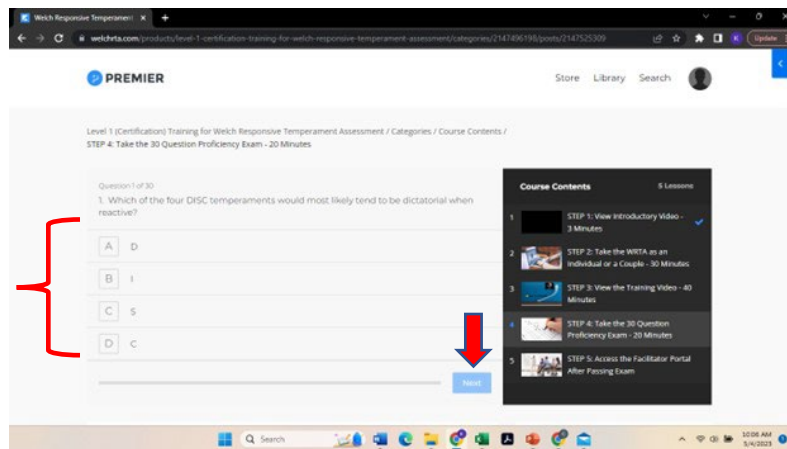 Welch Responsive Temperament
welchrta.com/products/level-1-certification-training-for-welch-responsive-temperament-assessment/categories/2147496198/posts/2147525309
K
Update
PREMIER
Store Library Search
Level 1 (Certification) Training for Welch Responsive Temperament Assessment / Categories / Course Contents /
STEP 4: Take the 30 Question Proficiency Exam - 20 Minutes
Question 1 of 30
1. Which of the four DISC temperaments would most likely tend to be dictatorial when
reactive?
A D
B I
C S
D C
Next
Course Contents 5 Lessons
1 STEP 1: View Introductory Video -
3 Minutes
2 STEP 2: Take the WRTA as an
Individual or a Couple - 30 Minutes
3 STEP 3: View the Training Video - 40
Minutes
4 STEP 4: Take the 30 Question
Proficiency Exam - 20 Minutes
5 STEP 5: Access the Facilitator Portal
After Passing Exam
Search
10:08 AM
5/4/2023